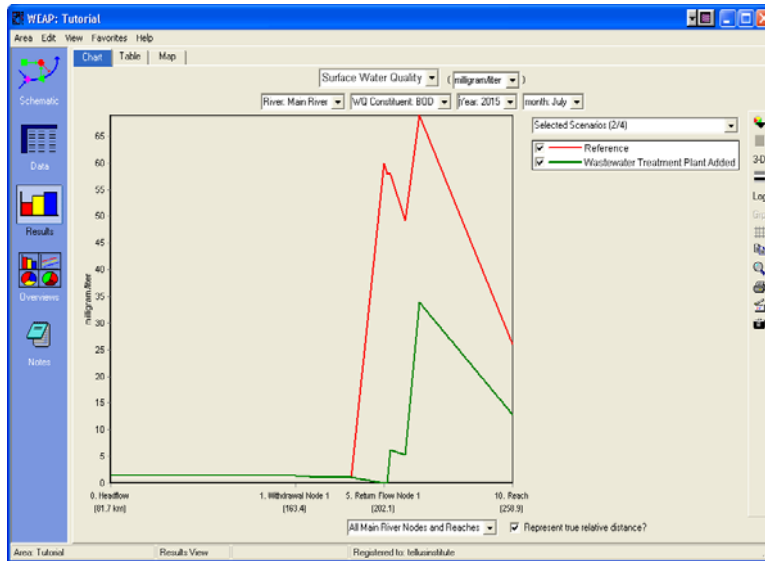 WEAP: Tutorial
Area Edit View Favorites Help
Chart Table Map
Surface Water Quality ( milligram/liter )
River: Main River WQ Constituent: BOD Year: 2015 month: July
Selected Scenarios (2/4)
Reference
Wastewater Treatment Plant Added
Schematic
Data
Results
Overviews
Notes
3-D
Log
milligram/liter
65
60
55
50
45
40
35
30
25
20
15
10
5
0
0. Headflow 1. Withdrawal Node 1 5. Return Flow Node 1 10. Reach
(81.7 km) (163.4) (202.1) (258.9)
All Main River Nodes and Reaches Represent true relative distance?
Area: Tutorial Results View Registered to: tellusinstitute